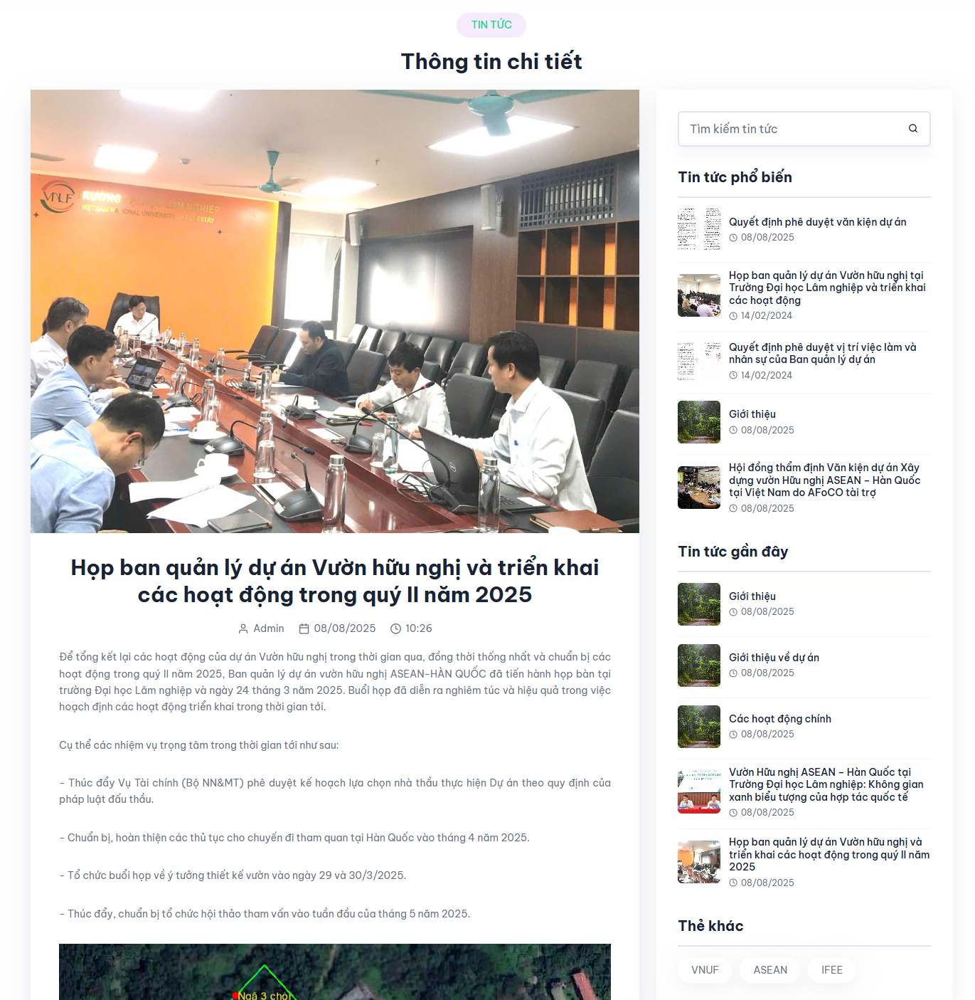 TIN TỨC
Thông tin chi tiết
VNUF
TRƯỜNG ĐẠI HỌC LÂM NGHIỆP
VIETNAM NATIONAL UNIVERSITY OF FORESTRY
Họp ban quản lý dự án Vườn hữu nghị và triển khai
các hoạt động trong quý II năm 2025
Admin 08/08/2025 10:26
Để tổng kết lại các hoạt động của dự án Vườn hữu nghị trong thời gian qua, đồng thời thống nhất và chuẩn bị các
hoạt động trong quý II năm 2025, Ban quản lý dự án vườn hữu nghị ASEAN-HÀN QUỐC đã tiến hành họp bàn tại
trường Đại học Lâm nghiệp và ngày 24 tháng 3 năm 2025. Buổi họp đã diễn ra nghiêm túc và hiệu quả trong việc
hoạch định các hoạt động triển khai trong thời gian tới.
Cụ thể các nhiệm vụ trọng tâm trong thời gian tới như sau:
- Thúc đẩy Vụ Tài chính (Bộ NN&MT) phê duyệt kế hoạch lựa chọn nhà thầu thực hiện Dự án theo quy định của
pháp luật đấu thầu.
- Chuẩn bị, hoàn thiện các thủ tục cho chuyến đi tham quan tại Hàn Quốc vào tháng 4 năm 2025.
- Tổ chức buổi họp về ý tưởng thiết kế vườn vào ngày 29 và 30/3/2025.
- Thúc đẩy, chuẩn bị tổ chức hội thảo tham vấn vào tuần đầu của tháng 5 năm 2025.
Ngã 3 chòi
Tìm kiếm tin tức
Tin tức phổ biến
Quyết định phê duyệt văn kiện dự án
08/08/2025
Họp ban quản lý dự án Vườn hữu nghị tại
Trường Đại học Lâm nghiệp và triển khai
các hoạt động
14/02/2024
Quyết định phê duyệt vị trí việc làm và
nhân sự của Ban quản lý dự án
14/02/2024
Giới thiệu
08/08/2025
Hội đồng thẩm định Văn kiện dự án Xây
dựng vườn Hữu nghị ASEAN – Hàn Quốc
tại Việt Nam do AFoCO tài trợ
08/08/2025
Tin tức gần đây
Giới thiệu
08/08/2025
Giới thiệu về dự án
08/08/2025
Các hoạt động chính
08/08/2025
Vườn Hữu nghị ASEAN – Hàn Quốc tại
Trường Đại học Lâm nghiệp: Không gian
xanh biểu tượng của hợp tác quốc tế
08/08/2025
Họp ban quản lý dự án Vườn hữu nghị và
triển khai các hoạt động trong quý II năm
2025
08/08/2025
Thẻ khác
VNUF ASEAN IFEE